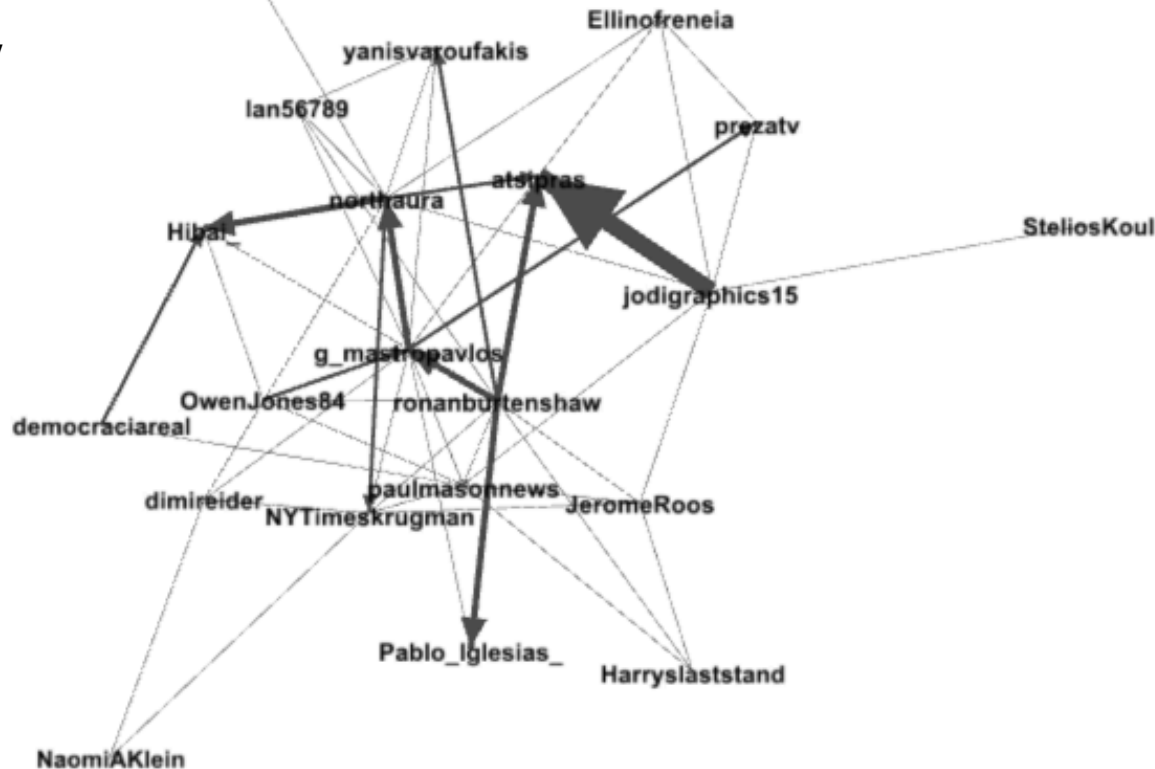 Ellinofreneia
yanisvaroufakis
Ian56789
prezatv
atsipras
northaura
SteliosKoul
Hibai_
jodigraphics15
g_mastropavlos
OwenJones84
ronanburtenshaw
democraciareal
paulmasonnews
dimireider
JeromeRoos
NYTimeskrugman
Pablo_Iglesias_
Harryslaststand
NaomiAKlein